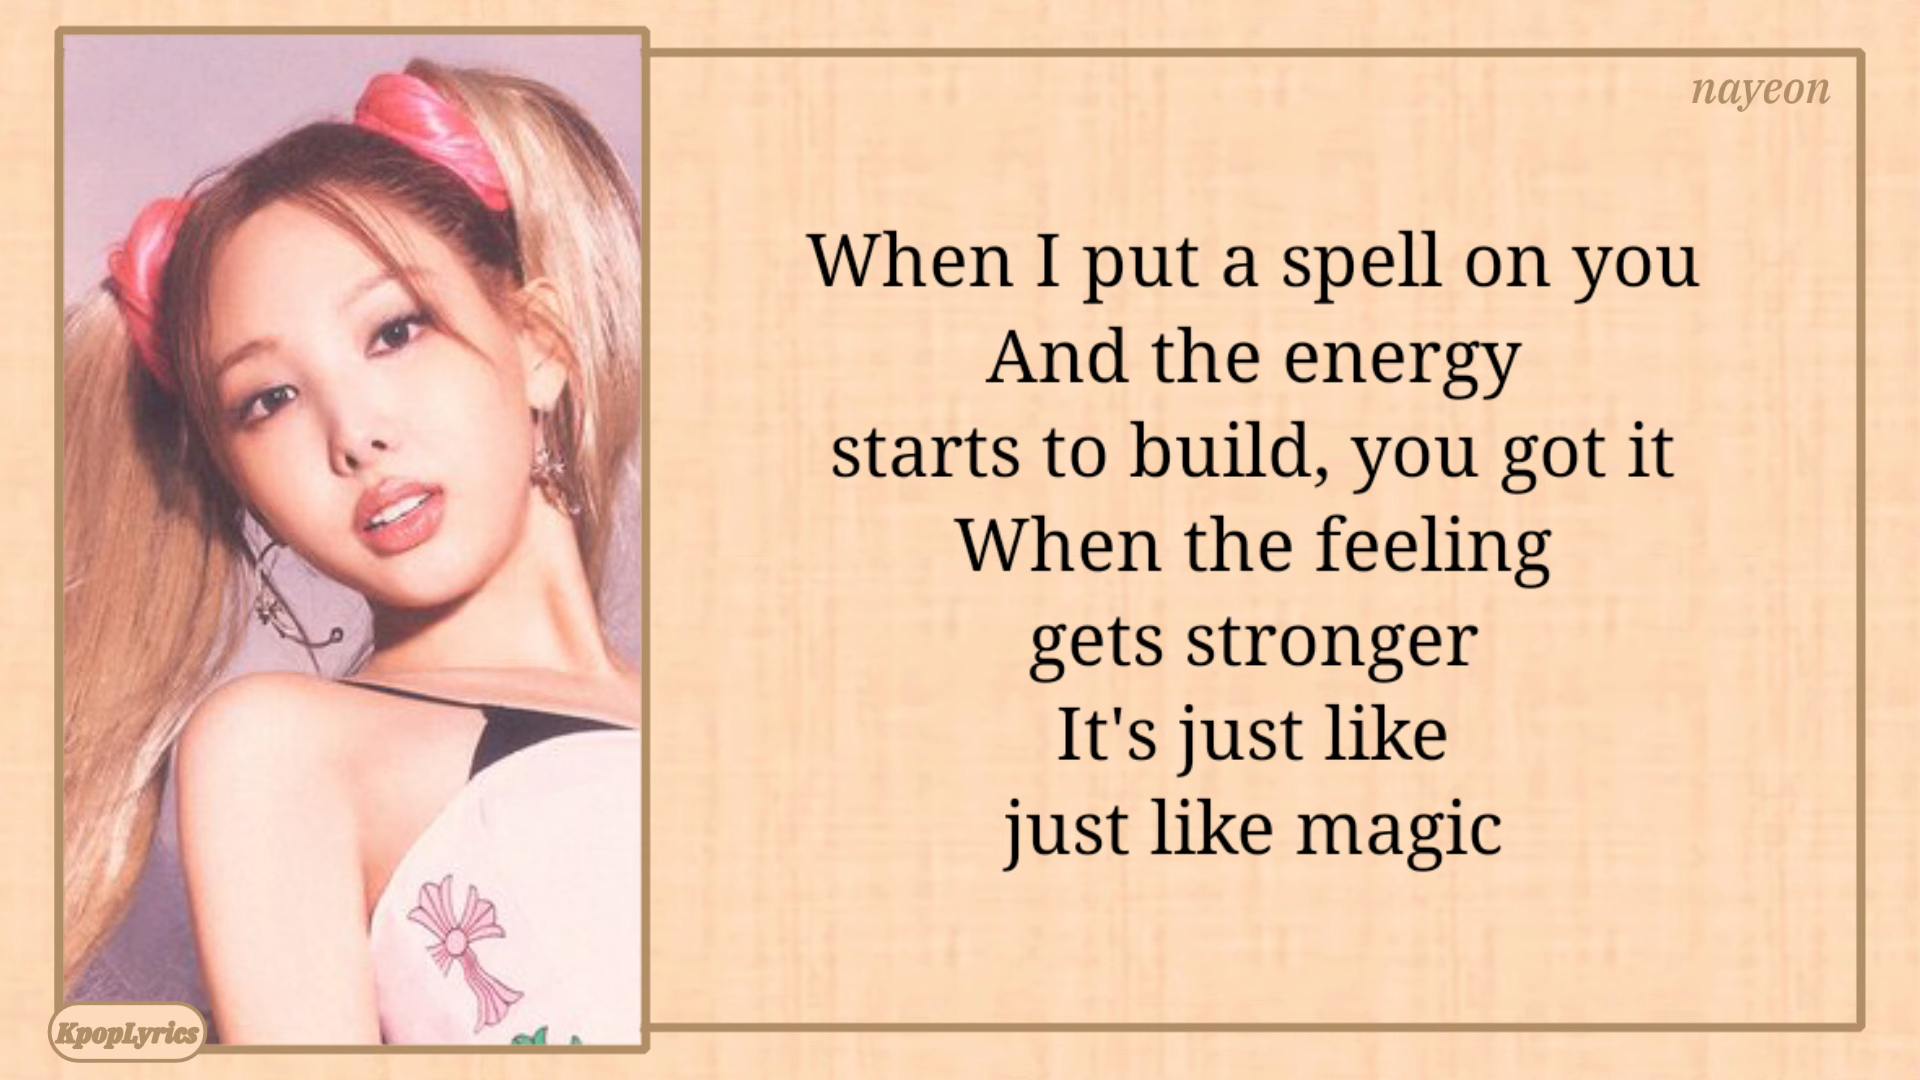 nayeon
When I put a spell on you
And the energy
starts to build, you got it
When the feeling
gets stronger
It's just like
just like magic
KpopLyrics